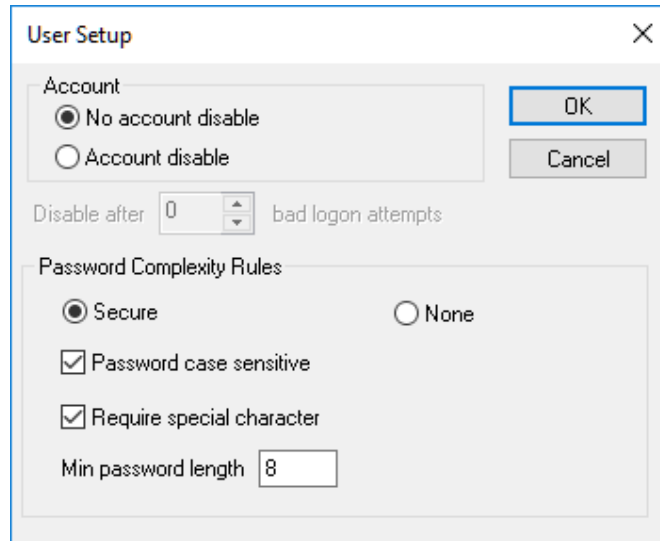 User Setup
Account
No account disable
OK
Account disable
Cancel
Disable after 0 bad logon attempts
Password Complexity Rules
Secure None
Password case sensitive
Require special character
Min password length 8